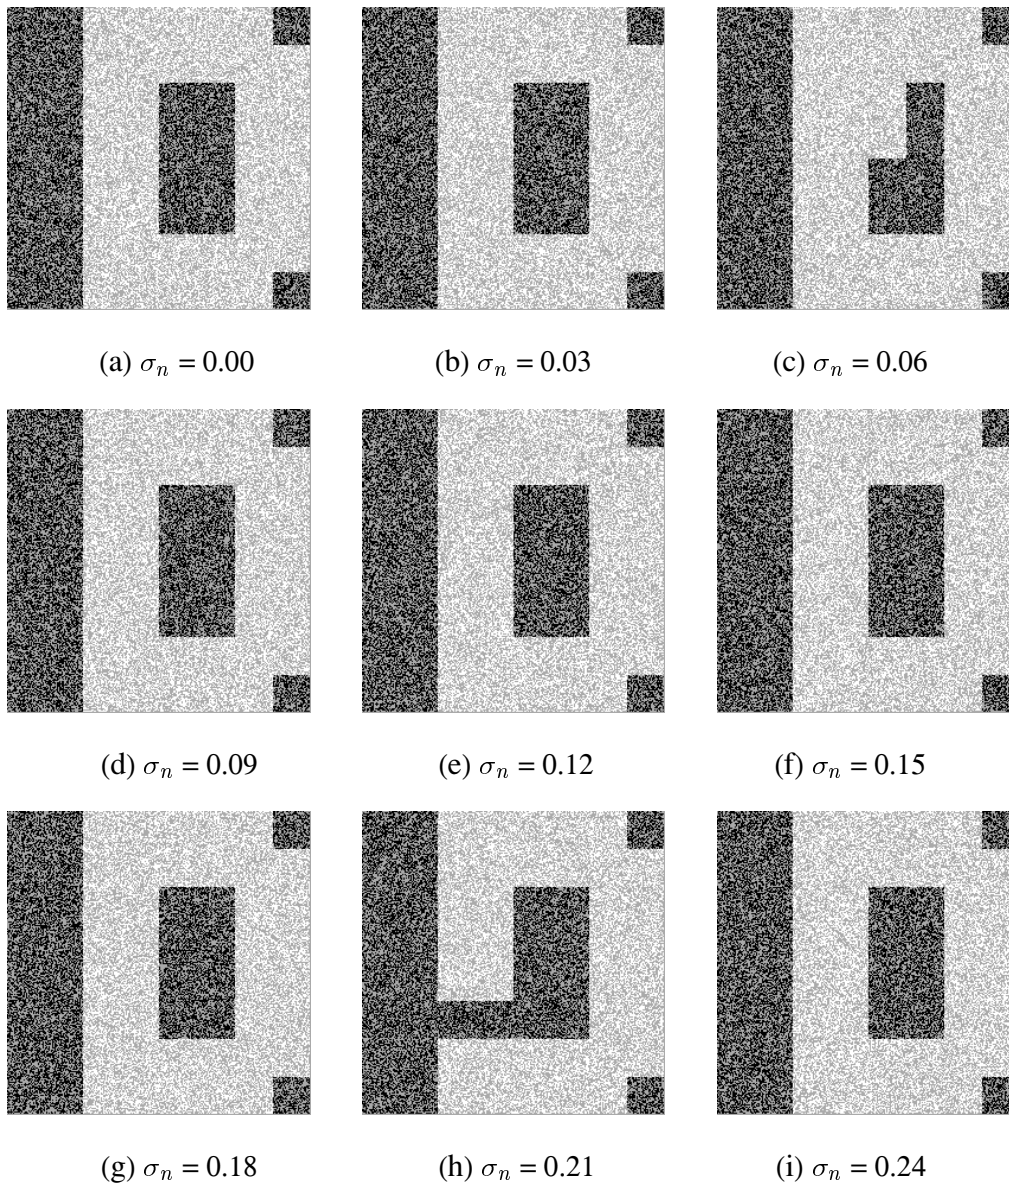 (a) σn = 0.00
(b) σn = 0.03
(c) σn = 0.06
(d) σn = 0.09
(e) σn = 0.12
(f) σn = 0.15
(g) σn = 0.18
(h) σn = 0.21
(i) σn = 0.24